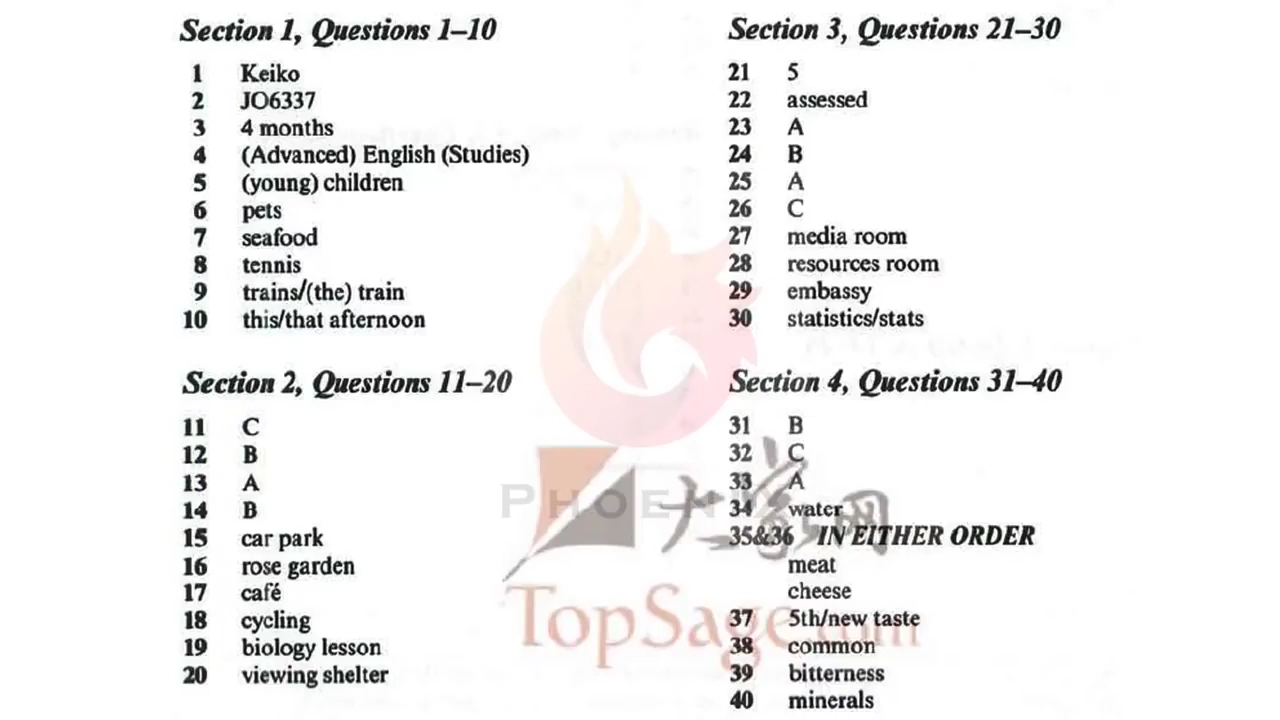 Section 1, Questions 1–10
1 Keiko
2 JO6337
3 4 months
4 (Advanced) English (Studies)
5 (young) children
6 pets
7 seafood
8 tennis
9 trains/(the) train
10 this/that afternoon
Section 2, Questions 11–20
11 C
12 B
13 A
14 B
15 car park
16 rose garden
17 café
18 cycling
19 biology lesson
20 viewing shelter
Section 3, Questions 21–30
21 5
22 assessed
23 A
24 B
25 A
26 C
27 media room
28 resources room
29 embassy
30 statistics/stats
Section 4, Questions 31–40
31 B
32 C
33 A
34 water
35&36 IN EITHER ORDER
meat
cheese
37 5th/new taste
38 common
39 bitterness
40 minerals
大家网
TopSage.com